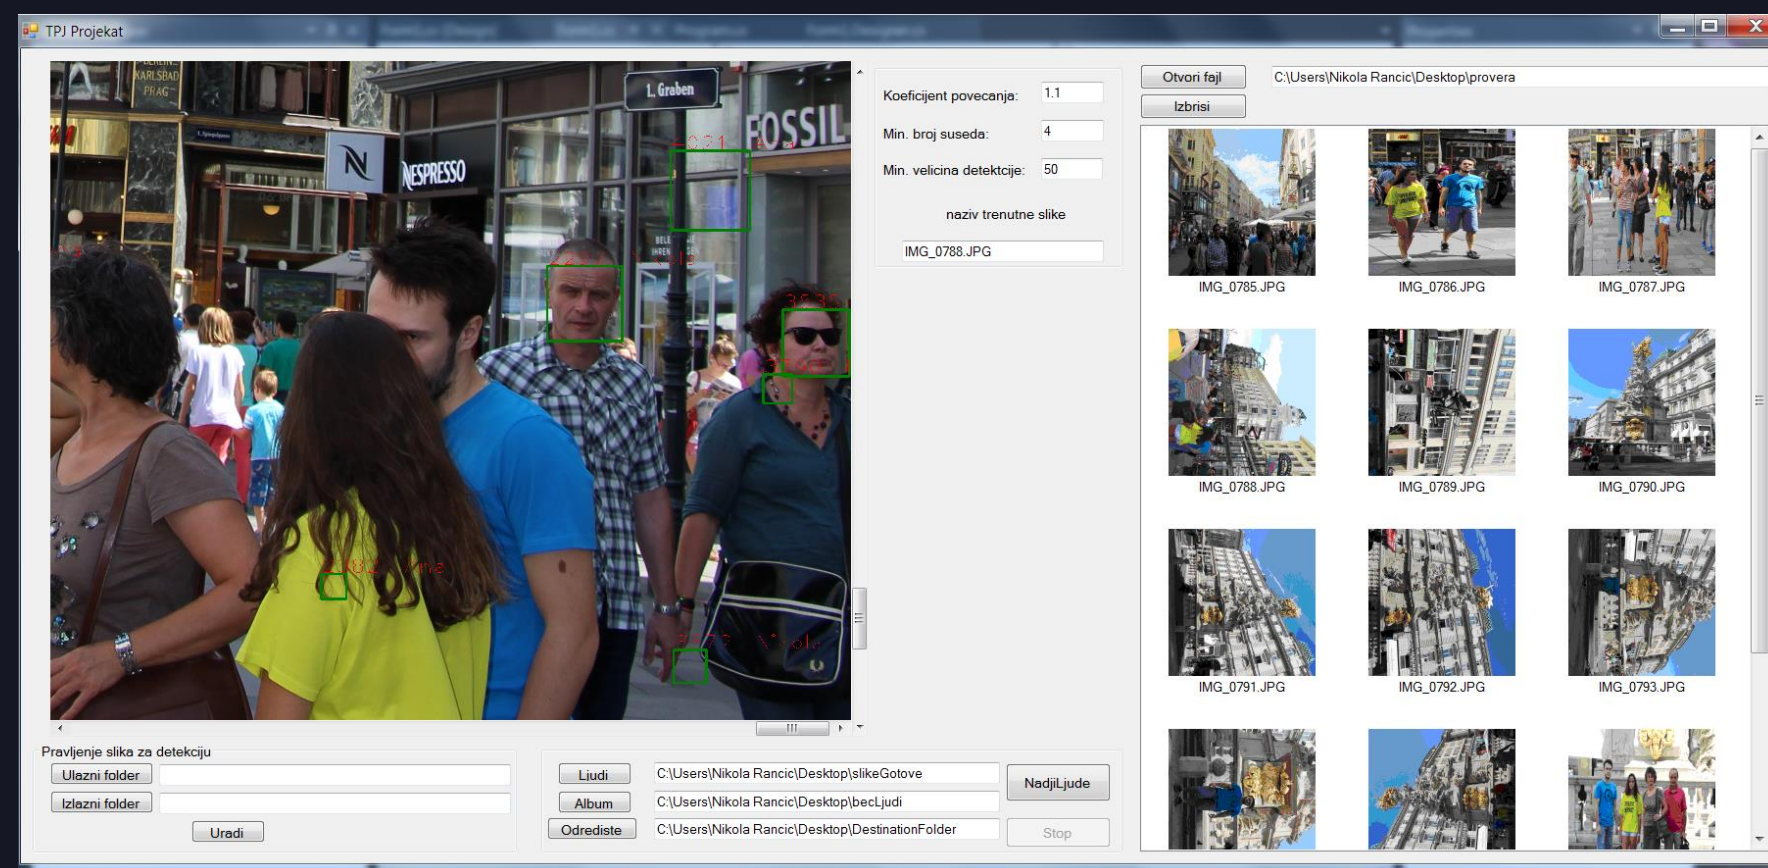 TPJ Projekat
KARLSBAD
PRAG
1. Graben
FOSSIL
N
NESPRESSO
Koeficijent povecanja: 1.1
Min. broj suseda: 4
Min. velicina detektcije: 50
naziv trenutne slike
IMG_0788.JPG
Otvori fajl C:\Users\Nikola Rancic\Desktop\provera
Izbrisi
IMG_0785.JPG IMG_0786.JPG IMG_0787.JPG
IMG_0788.JPG IMG_0789.JPG IMG_0790.JPG
IMG_0791.JPG IMG_0792.JPG IMG_0793.JPG
Pravljenje slika za detekciju
Ulazni folder
Izlazni folder
Uradi
Ljudi C:\Users\Nikola Rancic\Desktop\slikeGotove
Album C:\Users\Nikola Rancic\Desktop\becLjudi
Odrediste C:\Users\Nikola Rancic\Desktop\DestinationFolder
NadjiLjude
Stop